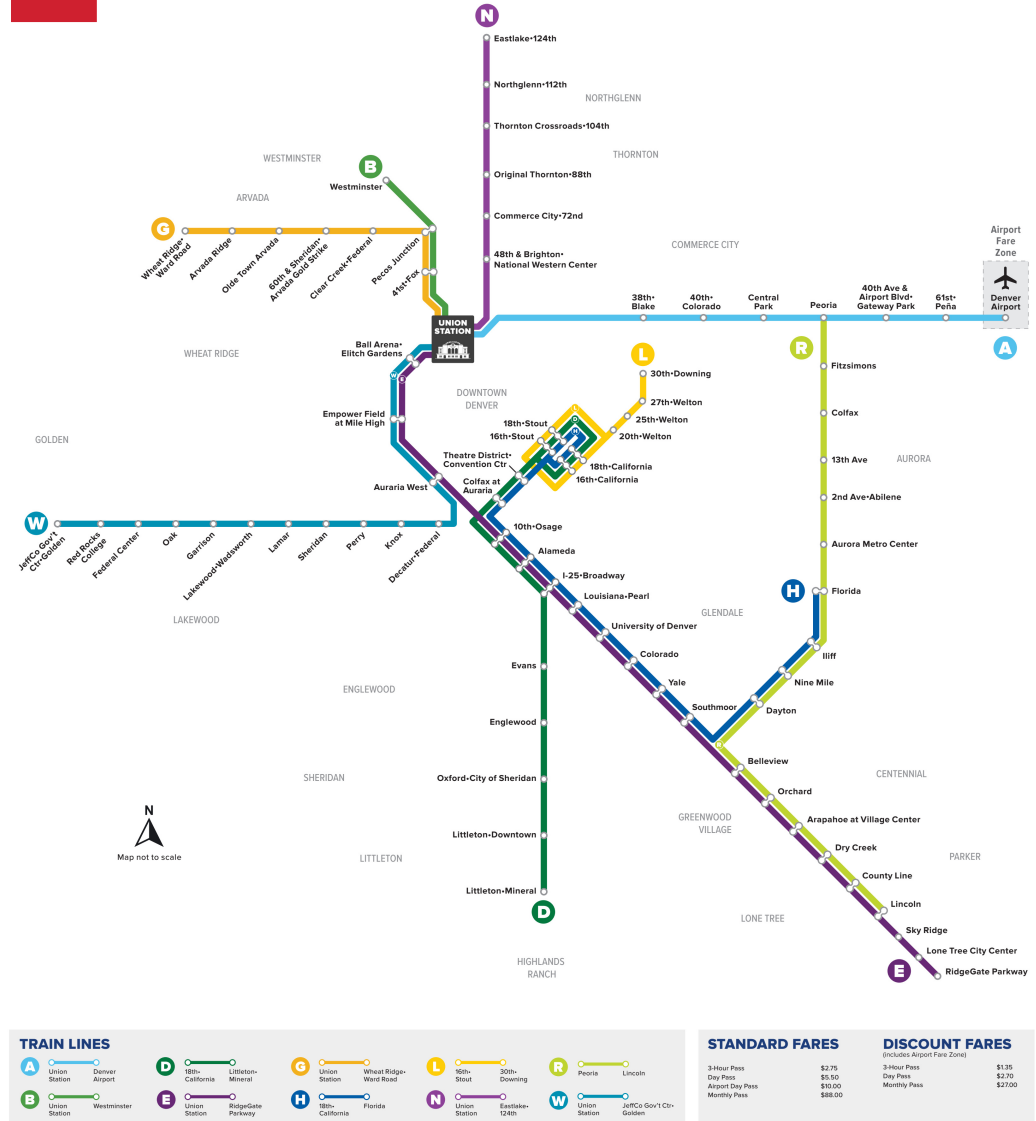 N
Eastlake•124th
Northglenn•112th
NORTHGLENN
Thornton Crossroads•104th
THORNTON
Original Thornton•88th
Commerce City•72nd
COMMERCE CITY
48th & Brighton•
National Western Center
WESTMINSTER
B
Westminster
ARVADA
G
Wheat Ridge•
Ward Road
Arvada Ridge
Olde Town Arvada
60th & Sheridan•
Arvada Gold Strike
Clear Creek•Federal
Pecos Junction
41st•Fox
Airport
Fare
Zone
Denver
Airport
A
38th•
Blake
40th•
Colorado
Central
Park
Peoria
40th Ave &
Airport Blvd•
Gateway Park
61st•
Peña
UNION
STATION
Ball Arena•
Elitch Gardens
WHEAT RIDGE
W
E
Empower Field
at Mile High
GOLDEN
DOWNTOWN
DENVER
L
30th•Downing
27th•Welton
25th•Welton
20th•Welton
L
D
H
18th•Stout
16th•Stout
18th•California
16th•California
Theatre District•
Convention Ctr
Colfax at
Auraria
Auraria West
R
Fitzsimons
Colfax
13th Ave
AURORA
2nd Ave•Abilene
Aurora Metro Center
H
Florida
Iliff
Nine Mile
Dayton
W
JeffCo Gov't
Ctr•Golden
Red Rocks
College
Federal Center
Oak
Garrison
Lakewood•Wadsworth
Lamar
Sheridan
Perry
Knox
Decatur•Federal
LAKEWOOD
10th•Osage
Alameda
I-25•Broadway
Louisiana•Pearl
University of Denver
GLENDALE
Colorado
Yale
Southmoor
R
Belleview
Orchard
Arapahoe at Village Center
Dry Creek
County Line
Lincoln
Sky Ridge
Lone Tree City Center
RidgeGate Parkway
E
CENTENNIAL
GREENWOOD
VILLAGE
PARKER
LONE TREE
ENGLEWOOD
Evans
Englewood
SHERIDAN
Oxford•City of Sheridan
Littleton•Downtown
LITTLETON
Littleton•Mineral
D
HIGHLANDS
RANCH
N
Map not to scale
TRAIN LINES
A
Union
Station
Denver
Airport
D
18th•
California
Littleton•
Mineral
G
Union
Station
Wheat Ridge•
Ward Road
L
16th•
Stout
30th•
Downing
R
Peoria
Lincoln
B
Union
Station
Westminster
E
Union
Station
RidgeGate
Parkway
H
18th•
California
Florida
N
Union
Station
Eastlake•
124th
W
Union
Station
JeffCo Gov't Ctr•
Golden
STANDARD FARES
3-Hour Pass $2.75
Day Pass $5.50
Airport Day Pass $10.00
Monthly Pass $88.00
DISCOUNT FARES
(includes Airport Fare Zone)
3-Hour Pass $1.35
Day Pass $2.70
Monthly Pass $27.00